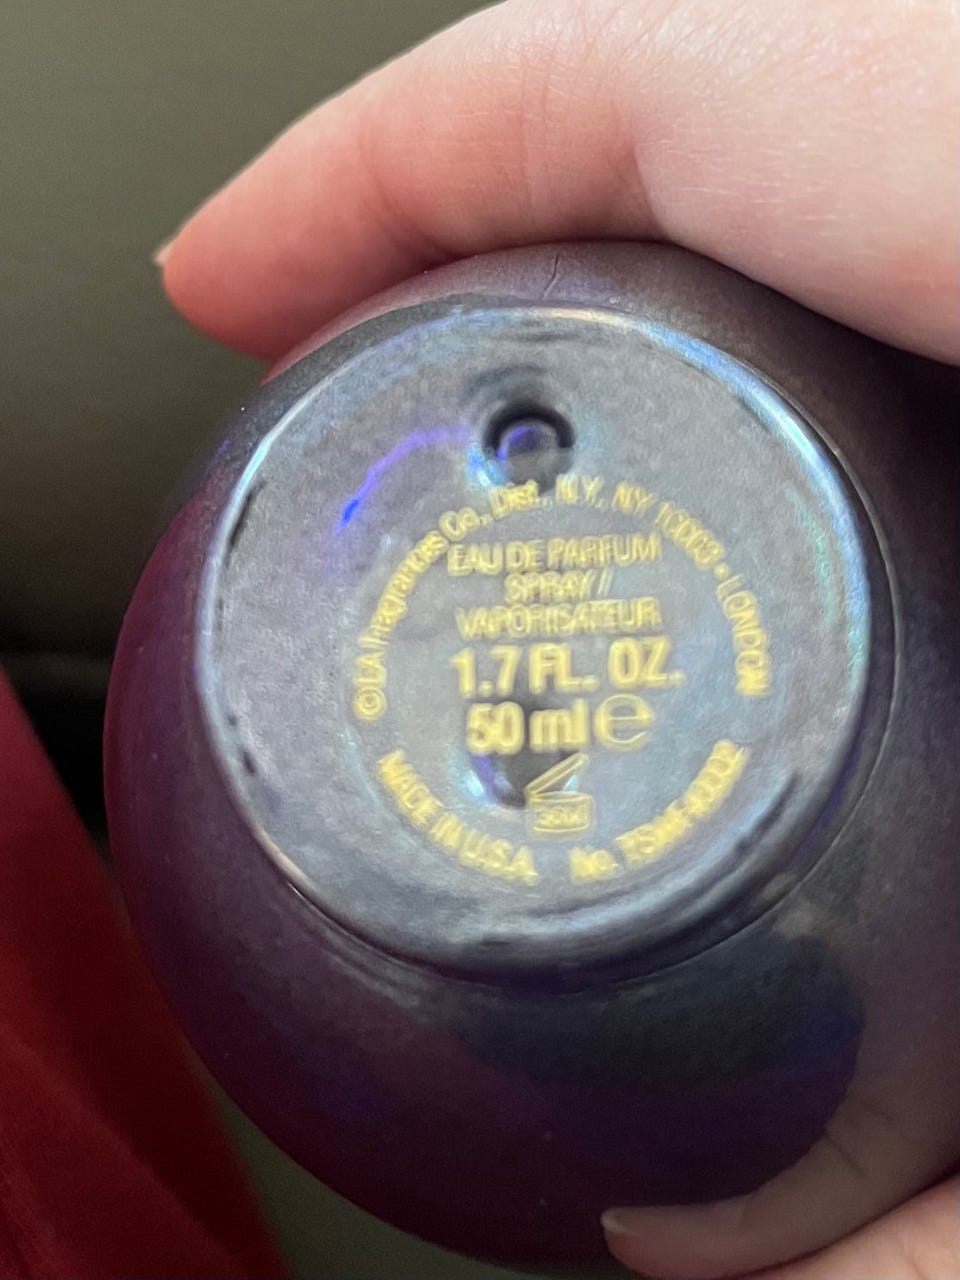 © LA Fragrances Co., Dist., N.Y., NY 10003 • LONDON
EAU DE PARFUM
SPRAY /
VAPORISATEUR
1.7 FL. OZ.
50 ml ℮
MADE IN U.S.A.
No.